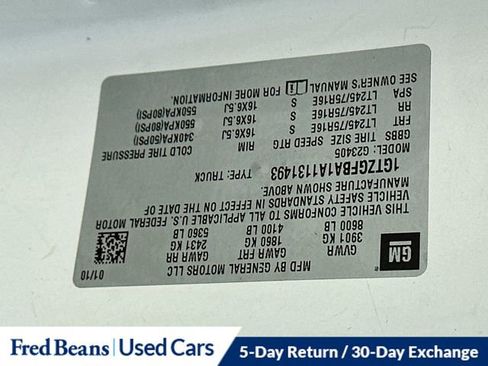 GM
MFD BY GENERAL MOTORS LLC
01/10
GVWR GAWR FRT GAWR RR
3901 KG 1860 KG 2431 KG
8600 LB 4100 LB 5360 LB
THIS VEHICLE CONFORMS TO ALL APPLICABLE U.S. FEDERAL MOTOR
VEHICLE SAFETY STANDARDS IN EFFECT ON THE DATE OF
MANUFACTURE SHOWN ABOVE.
1GTZGFBA1A1131493 TYPE: TRUCK
MODEL: G23405
GBBS TIRE SIZE SPEED RTG RIM COLD TIRE PRESSURE
FRT LT245/75R16E S 16X6.5J 340KPA(50PSI)
RR LT245/75R16E S 16X6.5J 550KPA(80PSI)
SPA LT245/75R16E S 16X6.5J 550KPA(80PSI)
SEE OWNER'S MANUAL FOR MORE INFORMATION.
Fred Beans Used Cars 5-Day Return / 30-Day Exchange